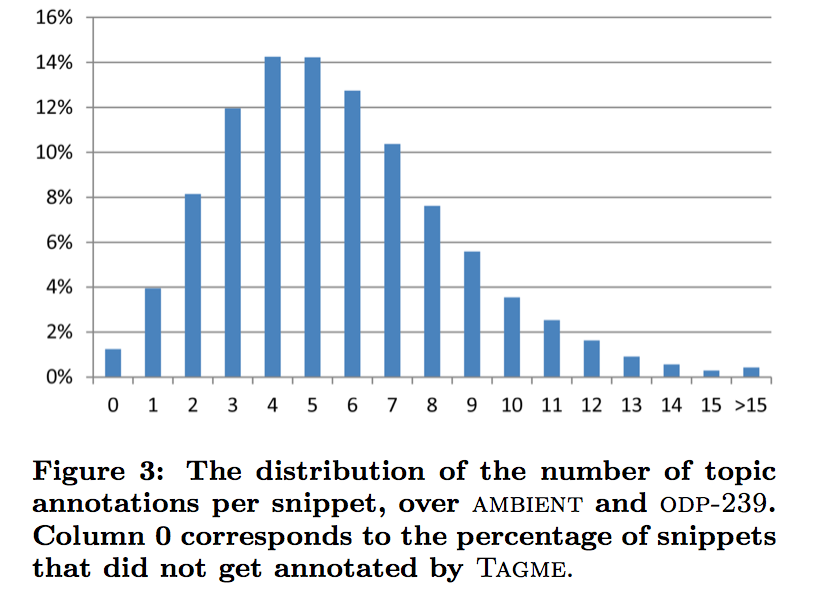 16%
14%
12%
10%
8%
6%
4%
2%
0%
0 1 2 3 4 5 6 7 8 9 10 11 12 13 14 15 >15
Figure 3: The distribution of the number of topic
annotations per snippet, over AMBIENT and ODP-239.
Column 0 corresponds to the percentage of snippets
that did not get annotated by TAGME.